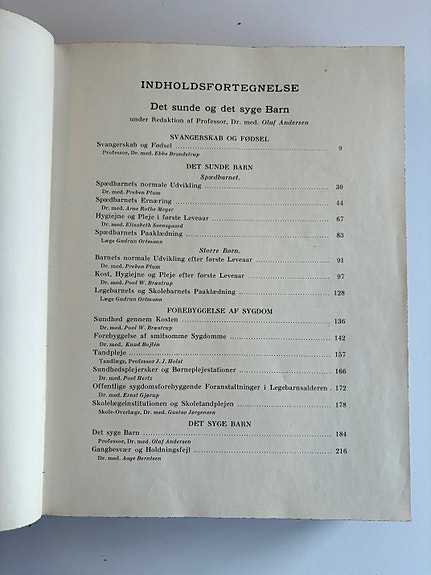 INDHOLDSFORTEGNELSE
Det sunde og det syge Barn
under Redaktion af Professor, Dr. med. Olaf Andersen
SVANGERSKAB OG FØDSEL
Svangerskab og Fødsel 9
Professor, Dr. med. Ebbe Brandstrup
DET SUNDE BARN
Spædbarnet.
Spædbarnets normale Udvikling 30
Dr. med. Preben Plum
Spædbarnets Ernæring 44
Dr. med. Arne Bothe Meyer
Hygiejne og Pleje i første Leveaar 67
Dr. med. Elisabeth Svensgaard
Spædbarnets Paaklædning 83
Læge Gudrun Ortmann
Større Børn.
Barnets normale Udvikling efter første Leveaar 91
Dr. med. Preben Plum
Kost, Hygiejne og Pleje efter første Leveaar 97
Dr. med. Poul W. Bræstrup
Legebarnets og Skolebarnets Paaklædning 128
Læge Gudrun Ortmann
FOREBYGGELSE AF SYGDOM
Sundhed gennem Kosten 136
Dr. med. Poul W. Bræstrup
Forebyggelse af smitsomme Sygdomme 142
Dr. med. Knud Bojlén
Tandpleje 157
Tandlæge, Professor J. J. Holst
Sundhedsplejersker og Børneplejestationer 166
Dr. med. Poul Hertz
Offentlige sygdomsforebyggende Foranstaltninger i Legebarnsalderen . 172
Dr. med. Ernst Gjørup
Skolelægeinstitutionen og Skoletandplejen 178
Skole-Overlæge, Dr. med. Gustav Jørgensen
DET SYGE BARN
Det syge Barn 184
Professor, Dr. med. Olaf Andersen
Gangbesvær og Holdningsfejl 216
Dr. med. Aage Berntsen